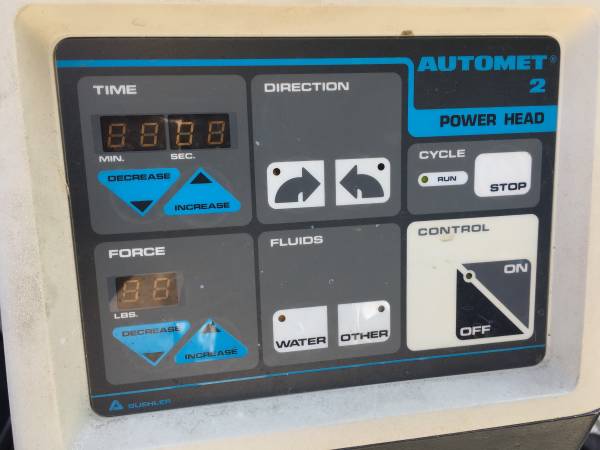 AUTOMET®
2
POWER HEAD
TIME
MIN. SEC.
DECREASE
INCREASE
DIRECTION
CYCLE
RUN
STOP
FORCE
LBS.
DECREASE
INCREASE
FLUIDS
WATER
OTHER
CONTROL
ON
OFF
BUEHLER